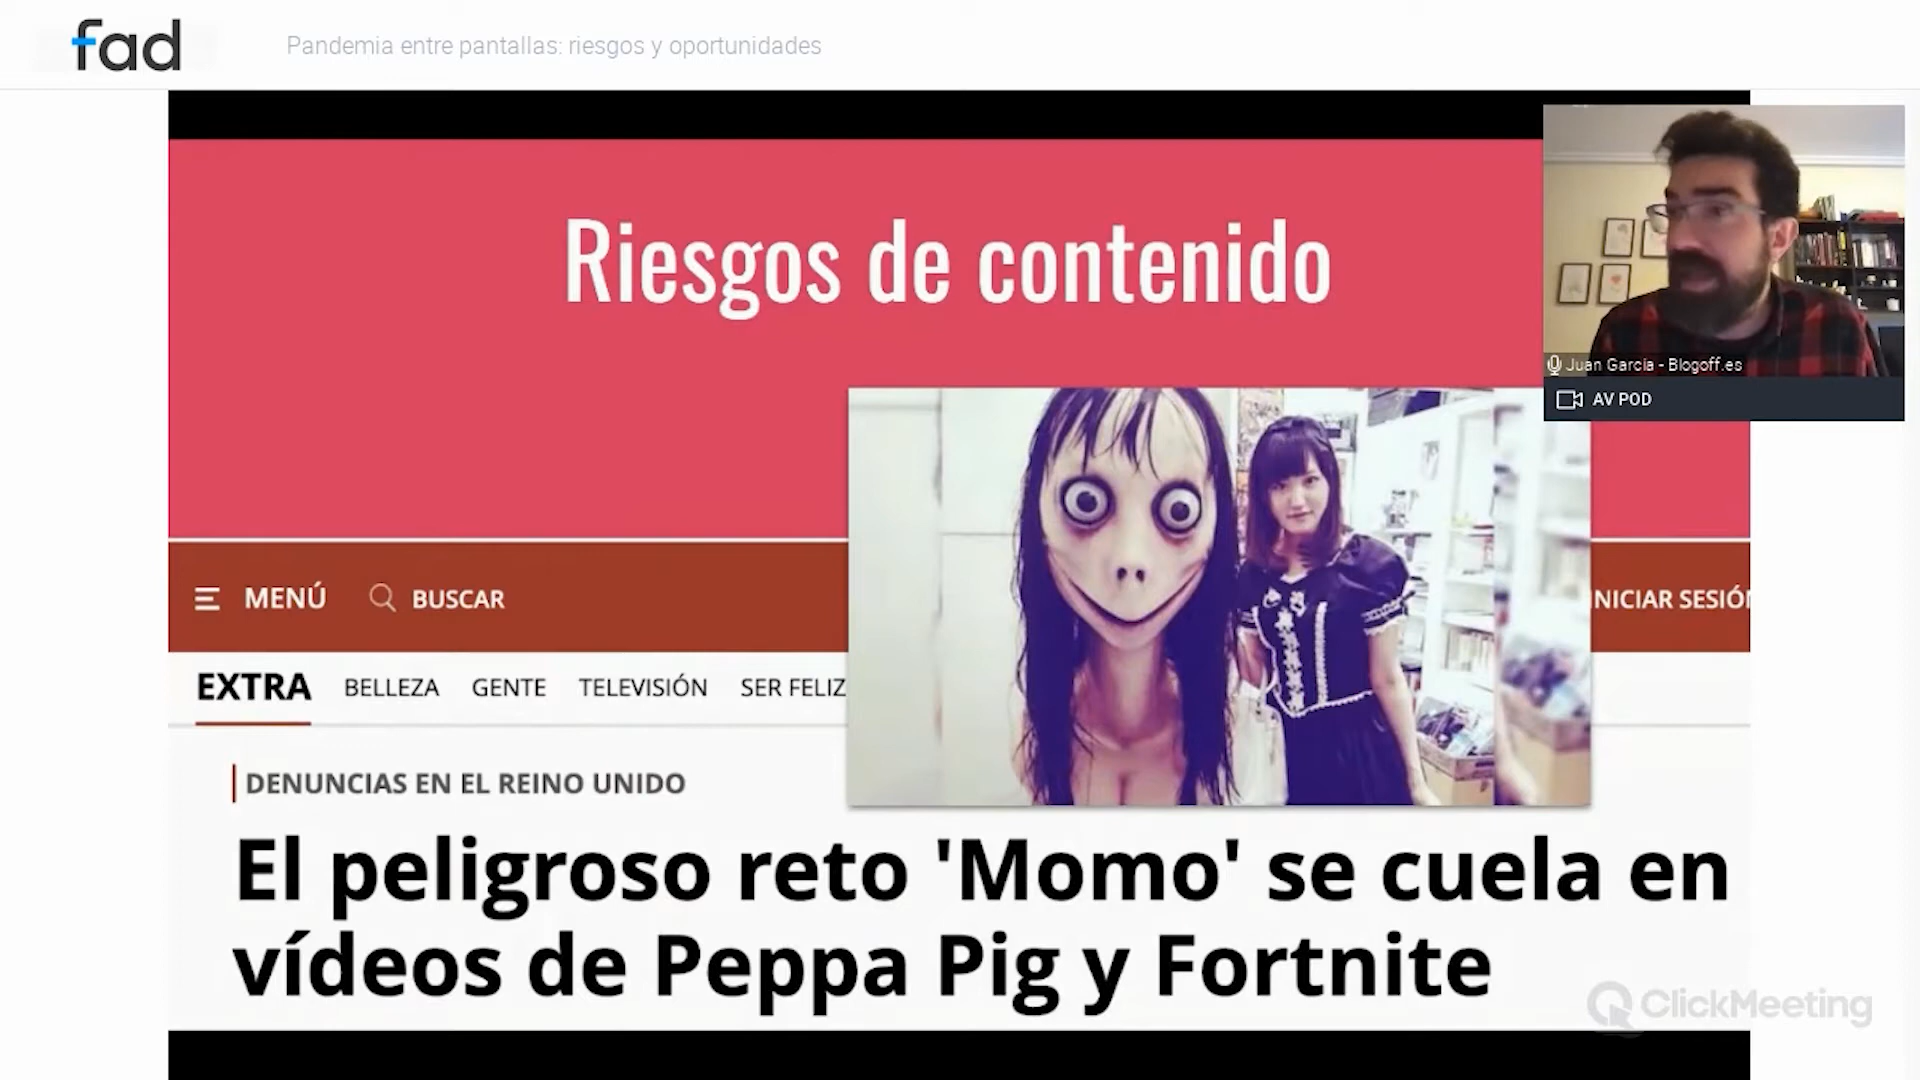 fad
Pandemia entre pantallas: riesgos y oportunidades
Riesgos de contenido
Juan García - Blogoff.es
AV POD
MENÚ
BUSCAR
INICIAR SESIÓN
EXTRA BELLEZA GENTE TELEVISIÓN SER FELIZ
DENUNCIAS EN EL REINO UNIDO
El peligroso reto 'Momo' se cuela en
vídeos de Peppa Pig y Fortnite
ClickMeeting